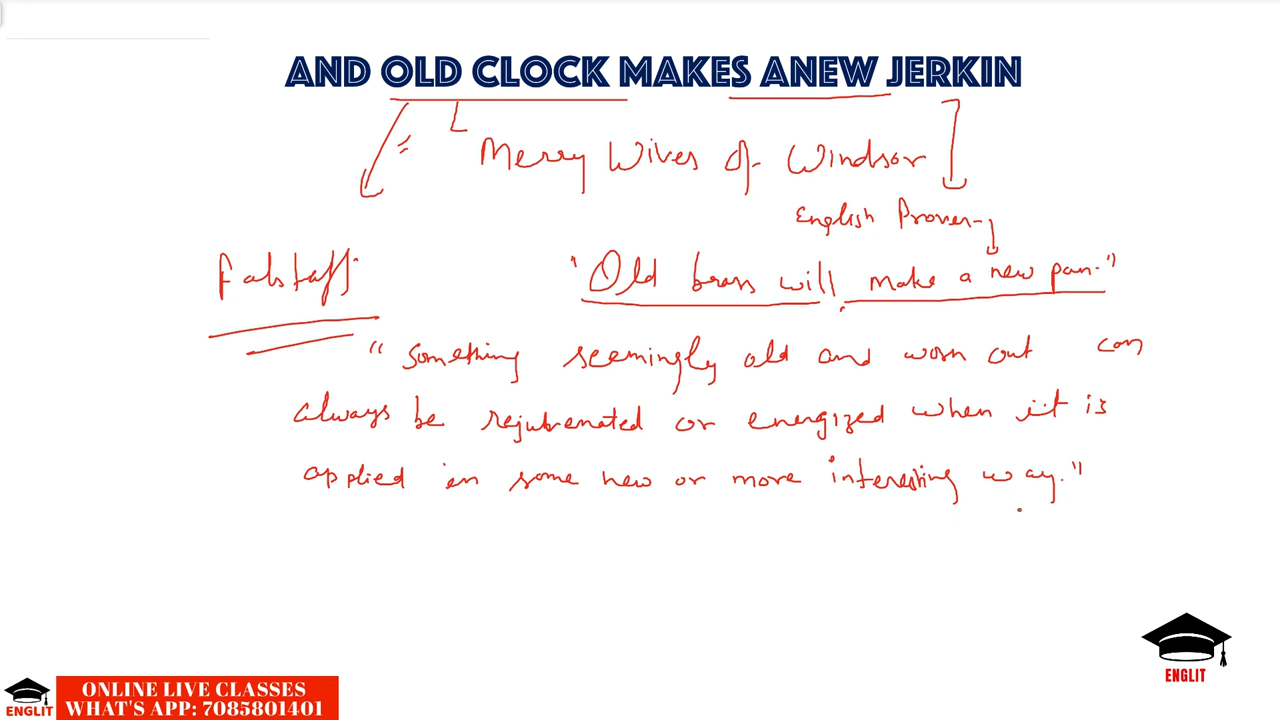 AND OLD CLOCK MAKES ANEW JERKIN
Merry Wives of Windsor
English Prover-
Falstaff
"Old brass will make a new pan."
"Something seemingly old and worn out can
always be rejuvenated or energized when it is
applied in some new or more interesting way."
ENGLIT
ONLINE LIVE CLASSES
WHAT'S APP: 7085801401
ENGLIT